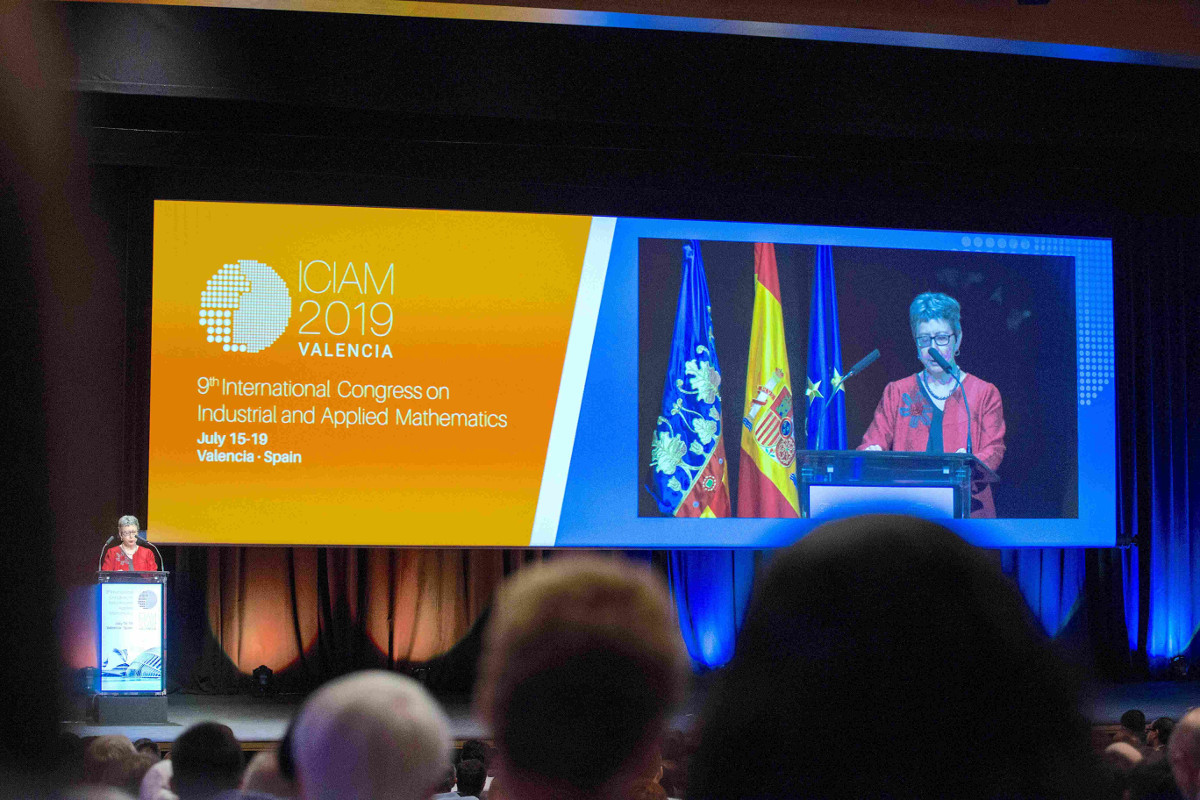 ICIAM
2019
VALENCIA
9th International Congress on
Industrial and Applied Mathematics
July 15-19
Valencia · Spain